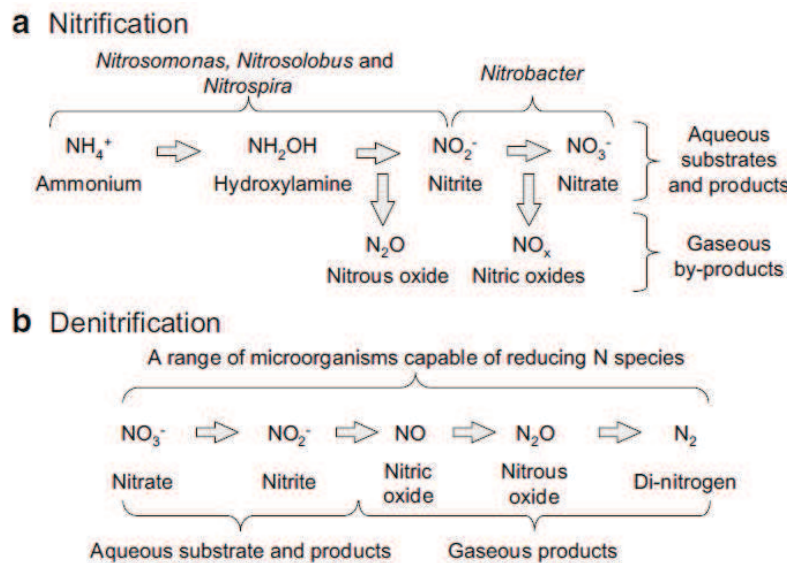 a Nitrification
Nitrosomonas, Nitrosolobus and
Nitrospira
Nitrobacter
NH₄⁺ NH₂OH NO₂⁻ NO₃⁻
Ammonium Hydroxylamine Nitrite Nitrate
Aqueous
substrates
and products
N₂O NOₓ
Nitrous oxide Nitric oxides
Gaseous
by-products
b Denitrification
A range of microorganisms capable of reducing N species
NO₃⁻ NO₂⁻ NO N₂O N₂
Nitrate Nitrite Nitric oxide Nitrous oxide Di-nitrogen
Aqueous substrate and products Gaseous products